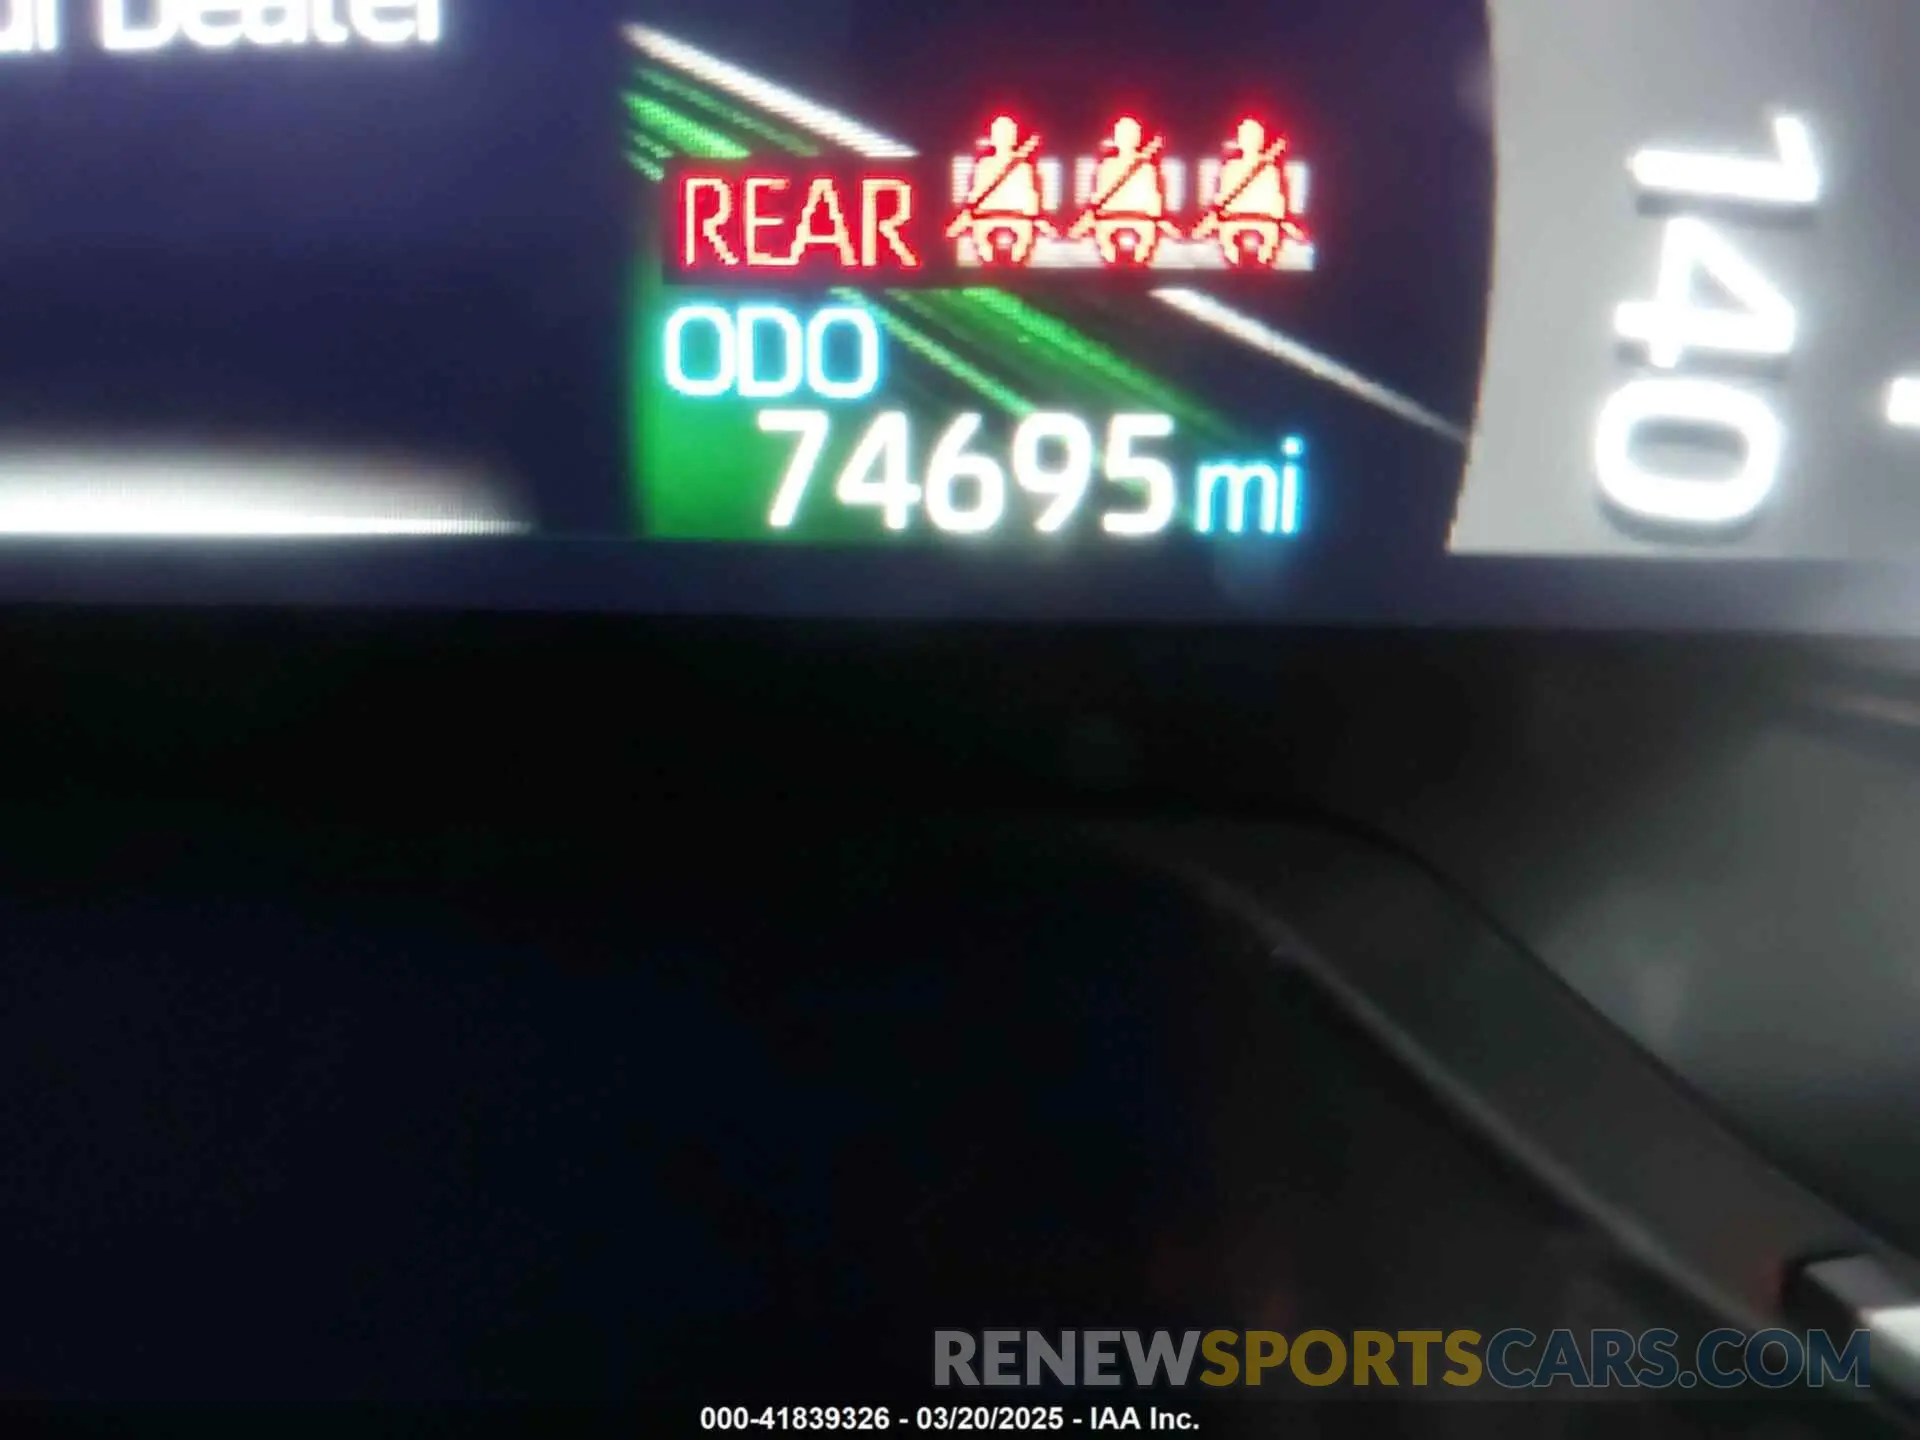 Dealer
REAR
ODO
74695 mi
140
RENEWSPORTSCARS.COM
000-41839326 - 03/20/2025 - IAA Inc.